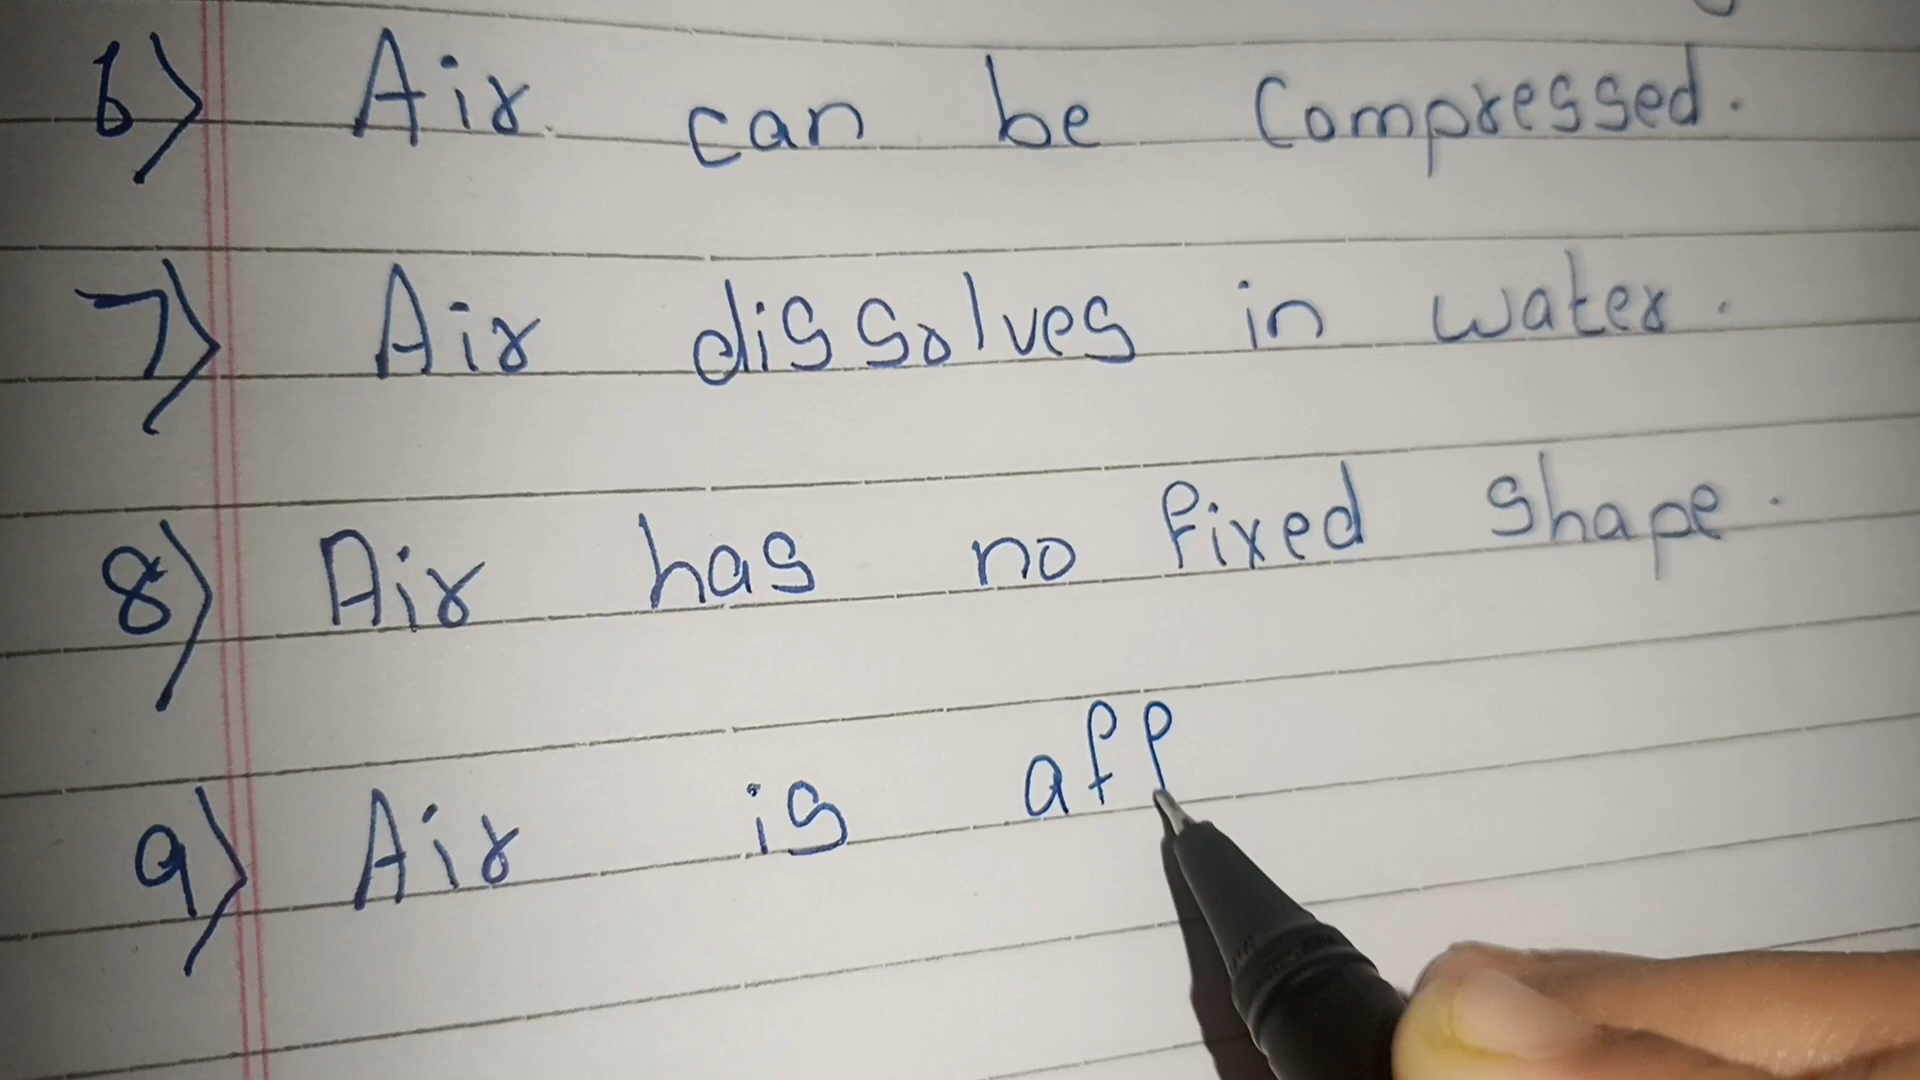 6) Air can be Compressed.
7) Air dissolves in water.
8) Air has no fixed shape.
9) Air is aff